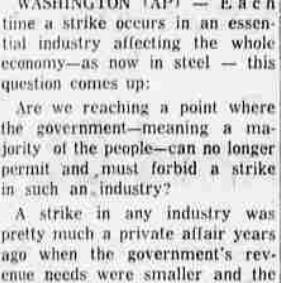 WASHINGTON (AP) — Each
time a strike occurs in an essen-
tial industry affecting the whole
economy—as now in steel — this
question comes up:
Are we reaching a point where
the government—meaning a ma-
jority of the people—can no longer
permit and must forbid a strike
in such an industry?
A strike in any industry was
pretty much a private affair years
ago when the government's rev-
enue needs were smaller and the